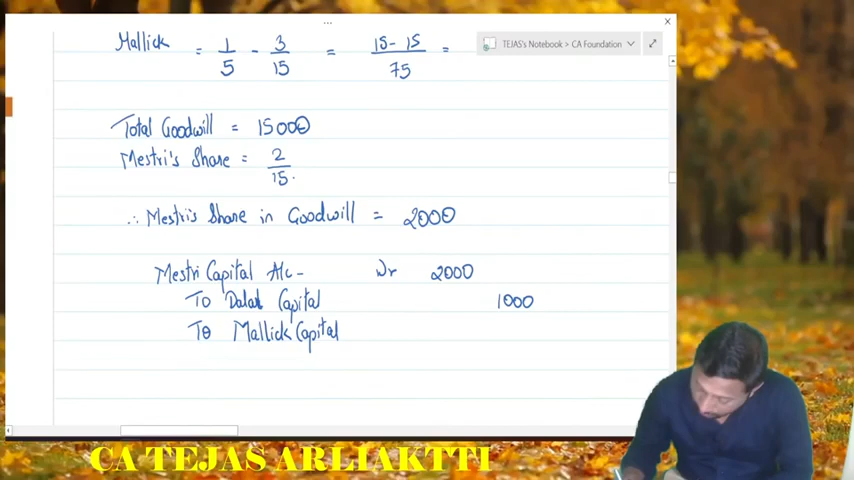 TEJAS's Notebook > CA Foundation
Mallick = 1/5 - 3/15 = 15-15/75 =
Total Goodwill = 15000
Mestri's Share = 2/15.
∴ Mestri's Share in Goodwill = 2000
Mestri Capital A/c- Dr 2000
To Dalal Capital 1000
To Mallick Capital
CA TEJAS ARLIAKTTI